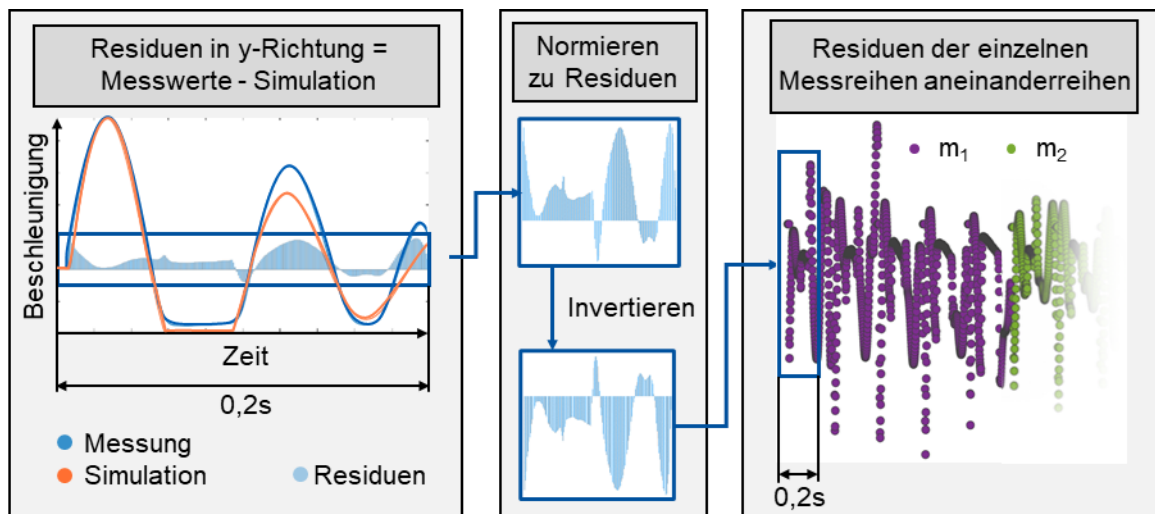 Residuen in y-Richtung =
Messwerte - Simulation
Beschleunigung
Zeit
0,2s
Messung
Simulation
Residuen
Normieren
zu Residuen
Invertieren
Residuen der einzelnen
Messreihen aneinanderreihen
m₁
m₂
0,2s